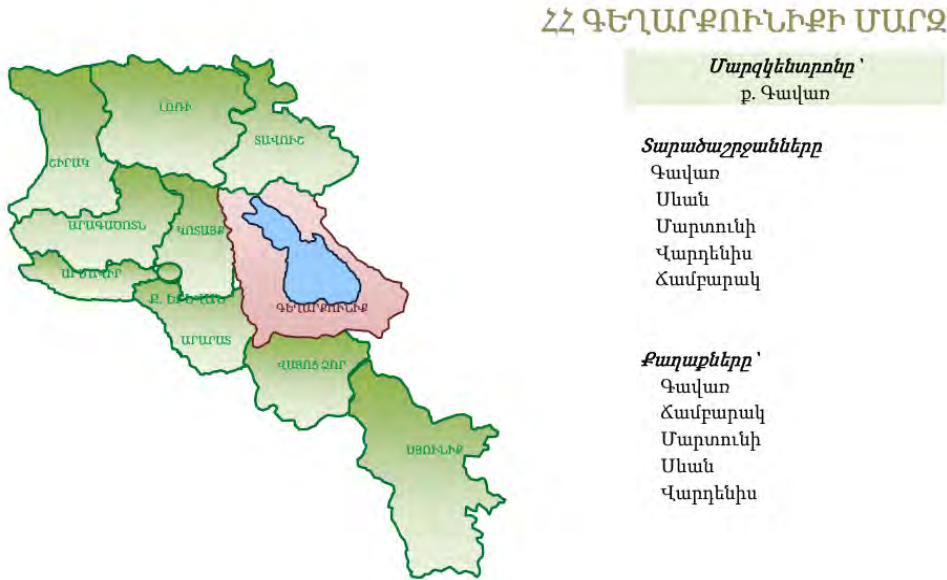 ՀՀ ԳԵՂԱՐՔՈՒՆԻՔԻ ՄԱՐԶ
Մարզկենտրոնը՝
ք. Գավառ
Տարածաշրջանները
Գավառ
Սևան
Մարտունի
Վարդենիս
Ճամբարակ
Քաղաքները՝
Գավառ
Ճամբարակ
Մարտունի
Սևան
Վարդենիս
ԼՈՌԻ
ՏԱՎՈՒՇ
ՇԻՐԱԿ
ԱՐԱԳԱԾՈՏՆ
ԿՈՏԱՅՔ
ԱՐՄԱՎԻՐ
Ք. ԵՐԵՎԱՆ
ԳԵՂԱՐՔՈՒՆԻՔ
ԱՐԱՐԱՏ
ՎԱՅՈՑ ՁՈՐ
ՍՅՈՒՆԻՔ